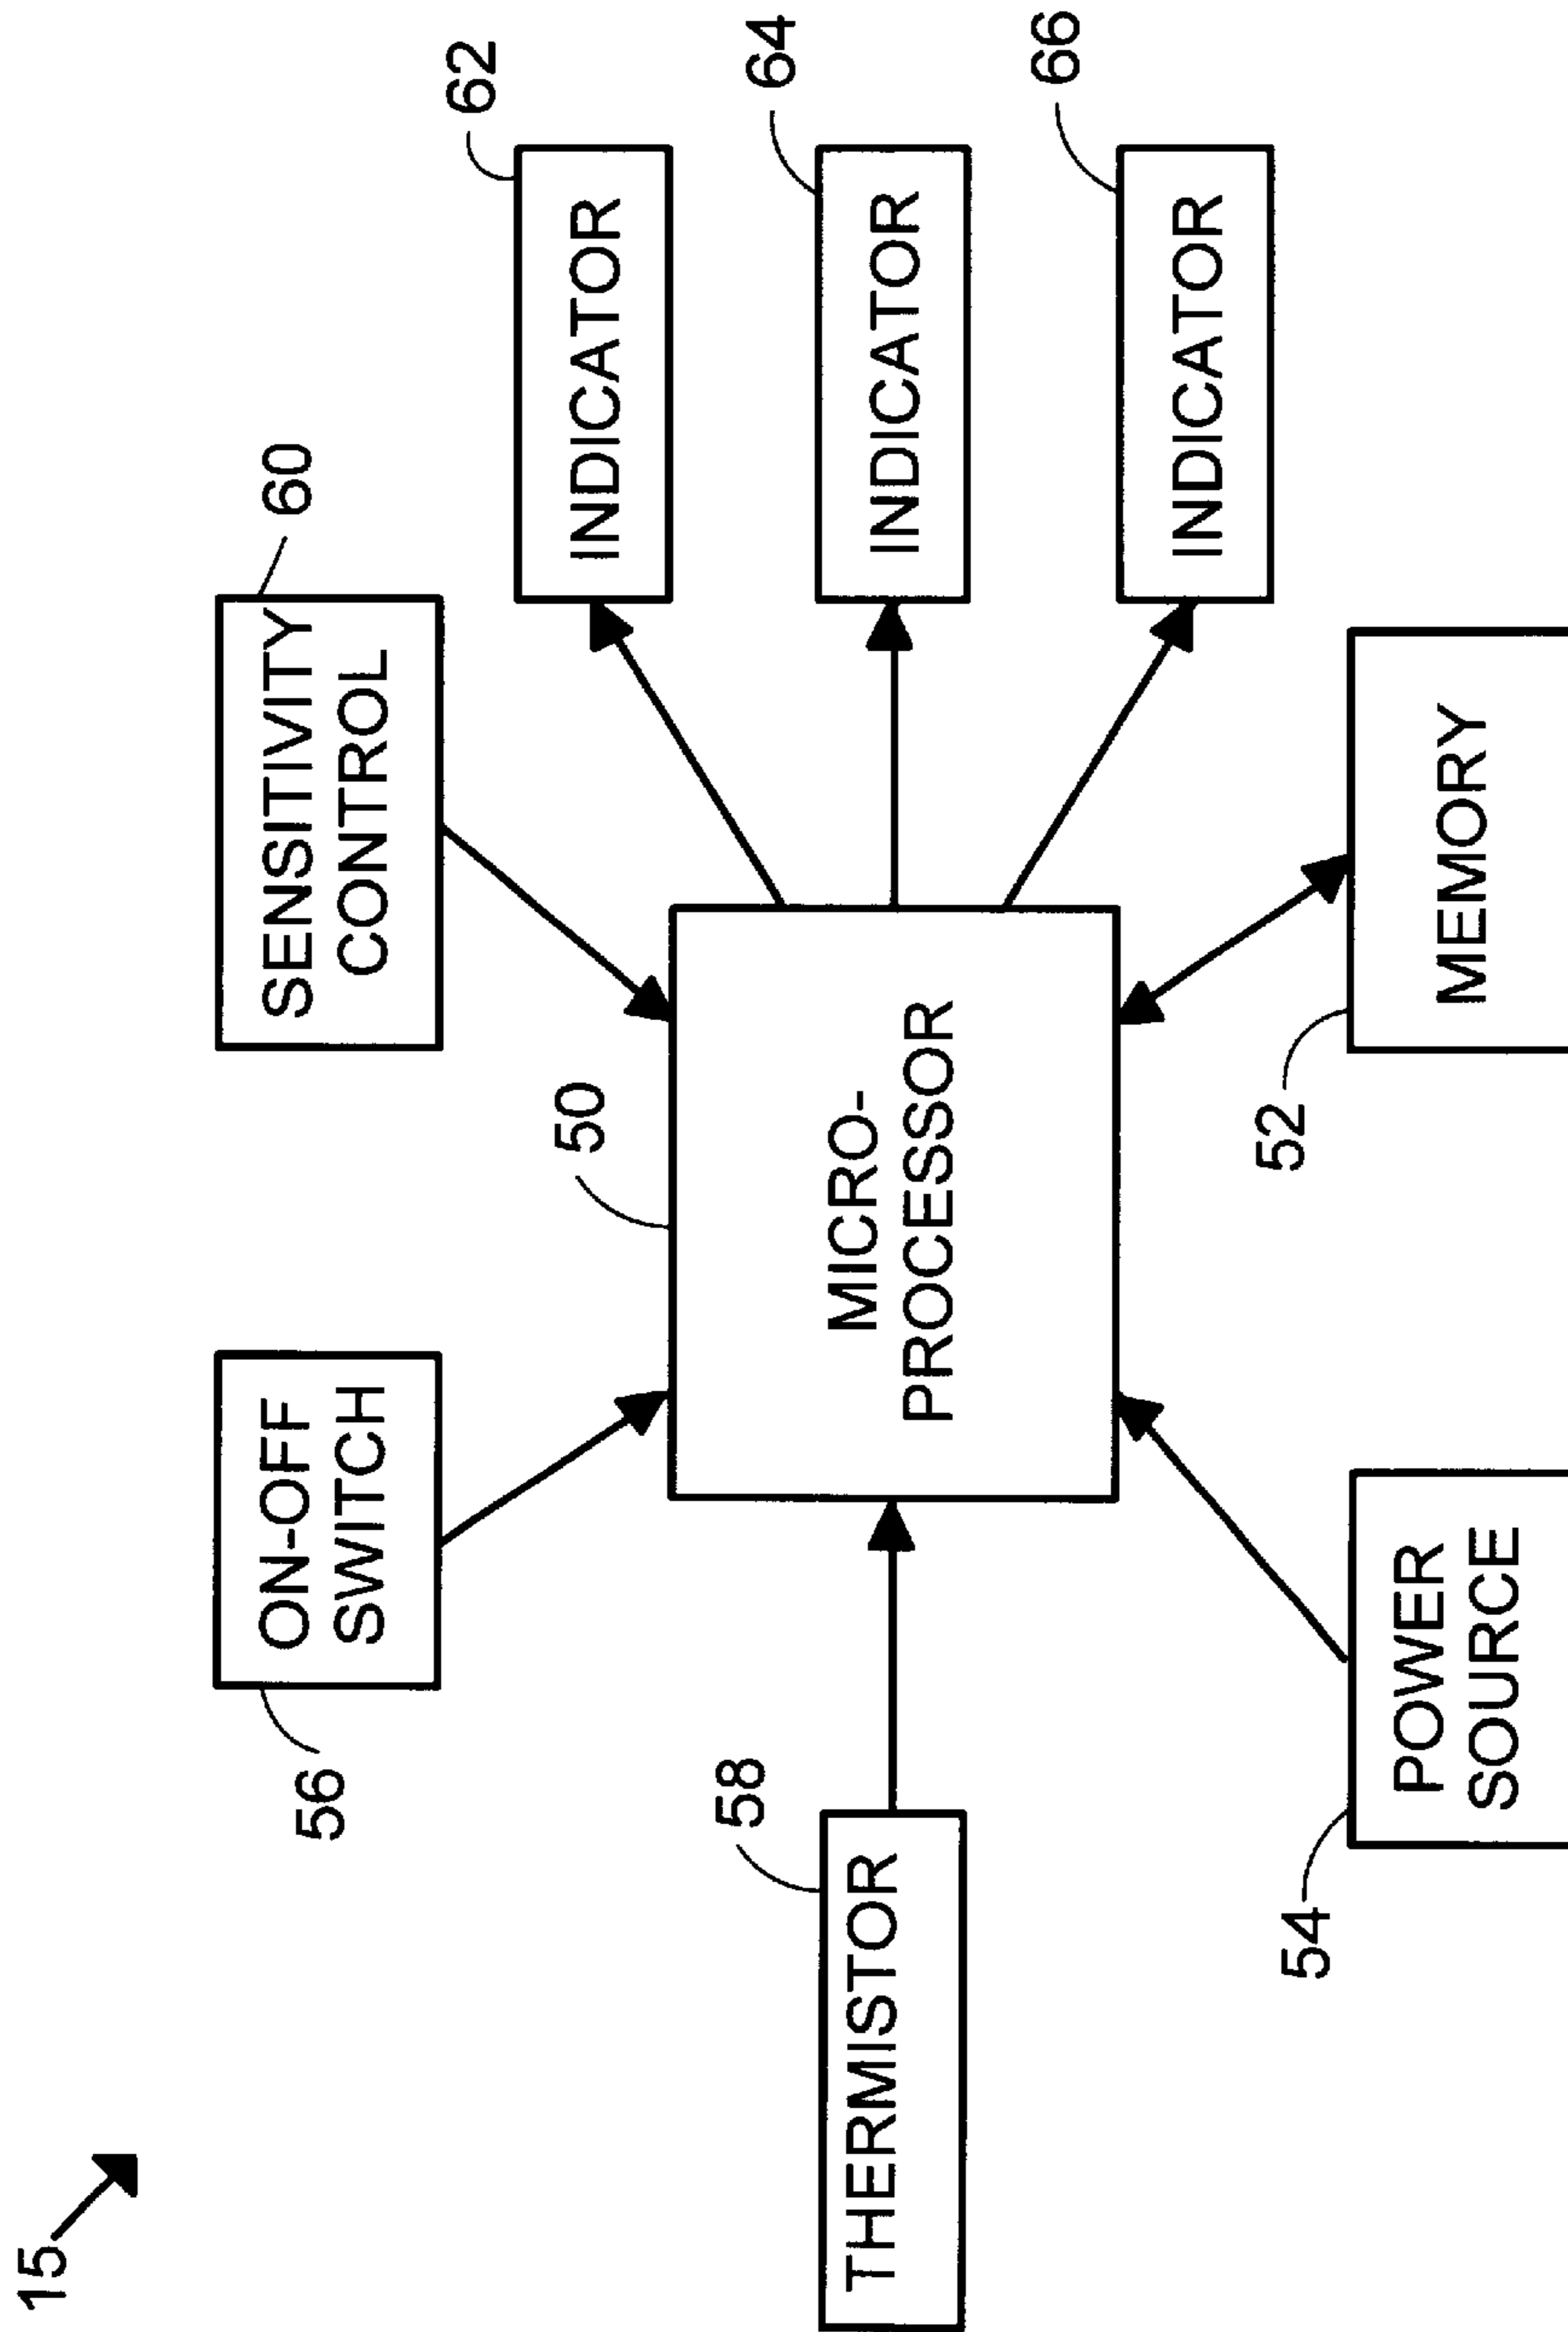 15
56
ON-OFF
SWITCH
60
SENSITIVITY
CONTROL
62
INDICATOR
50
58
THERMISTOR
MICRO-
PROCESSOR
64
INDICATOR
66
INDICATOR
54
POWER
SOURCE
52
MEMORY